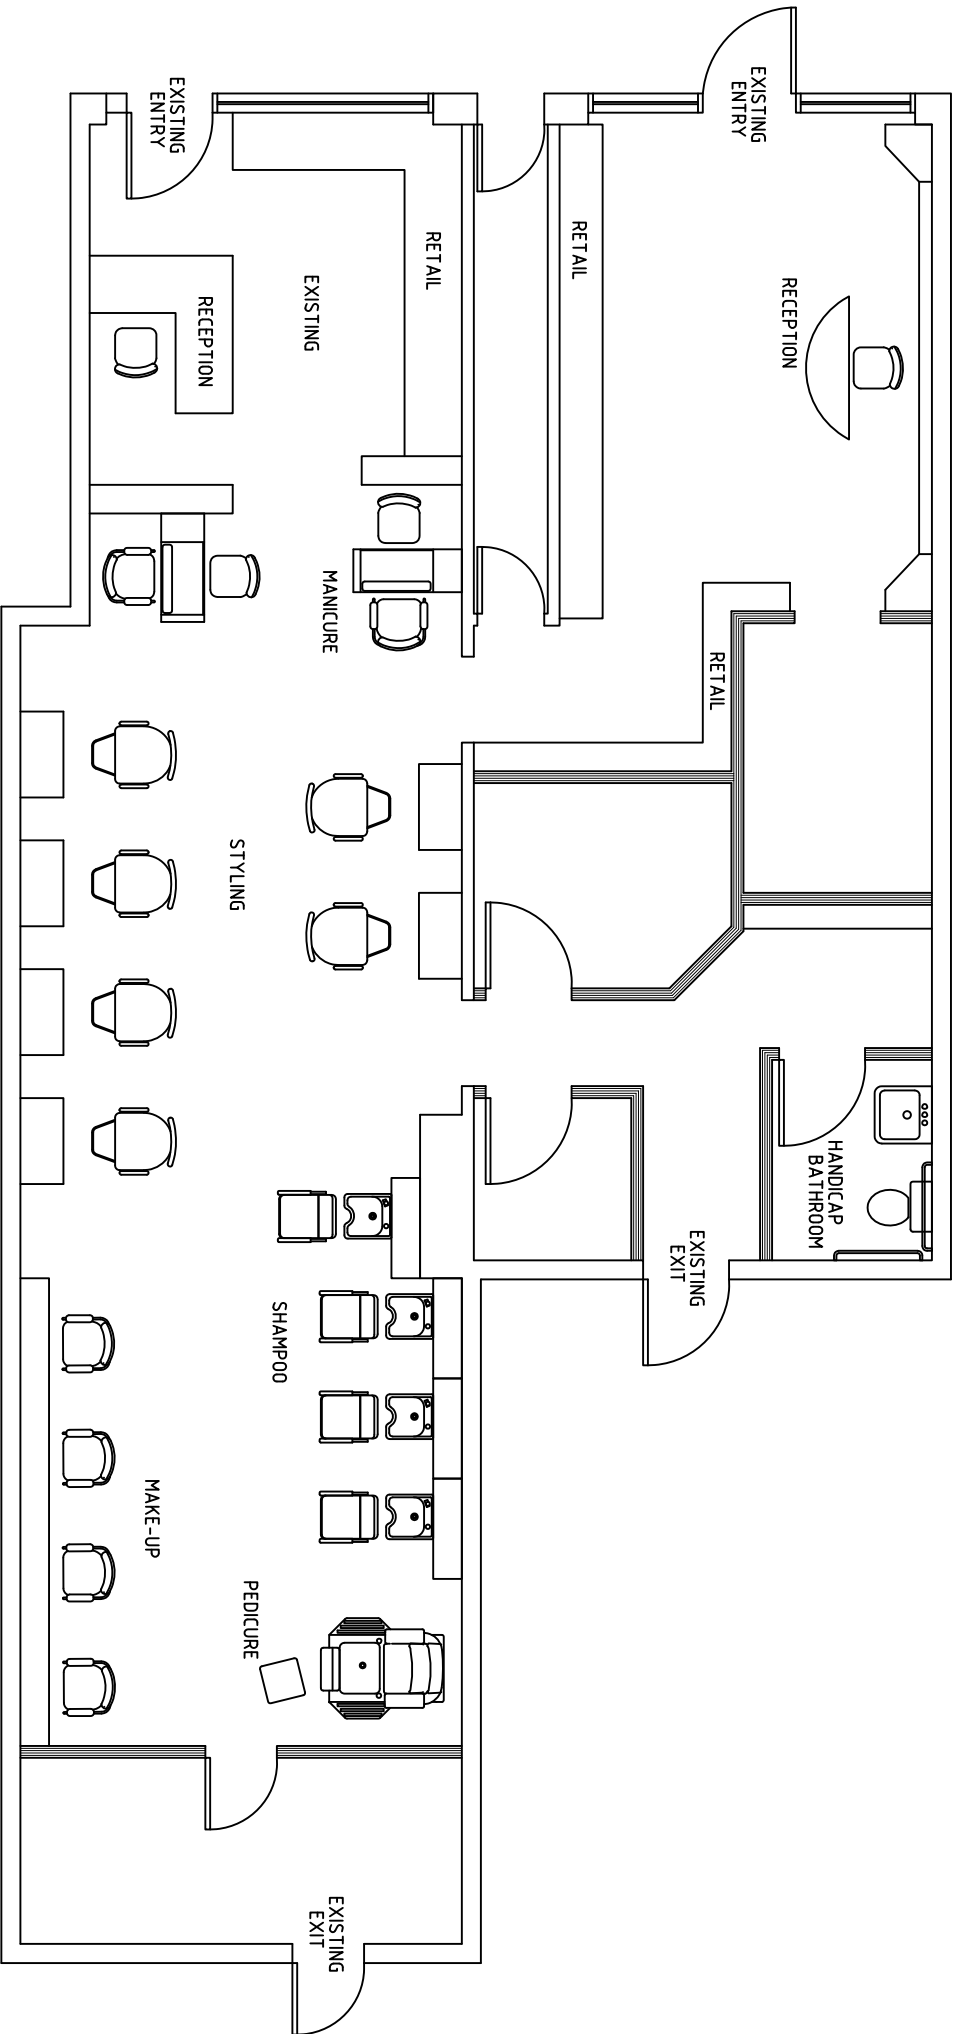 EXISTING
ENTRY
EXISTING
ENTRY
RETAIL
RETAIL
RECEPTION
EXISTING
RECEPTION
MANICURE
RETAIL
STYLING
HANDICAP
BATHROOM
EXISTING
EXIT
SHAMPOO
MAKE-UP
PEDICURE
EXISTING
EXIT